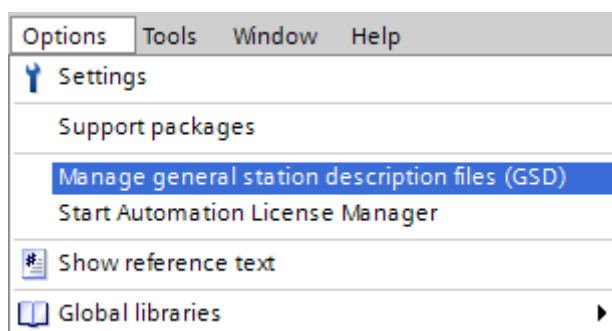 Options Tools Window Help
Settings
Support packages
Manage general station description files (GSD)
Start Automation License Manager
Show reference text
Global libraries